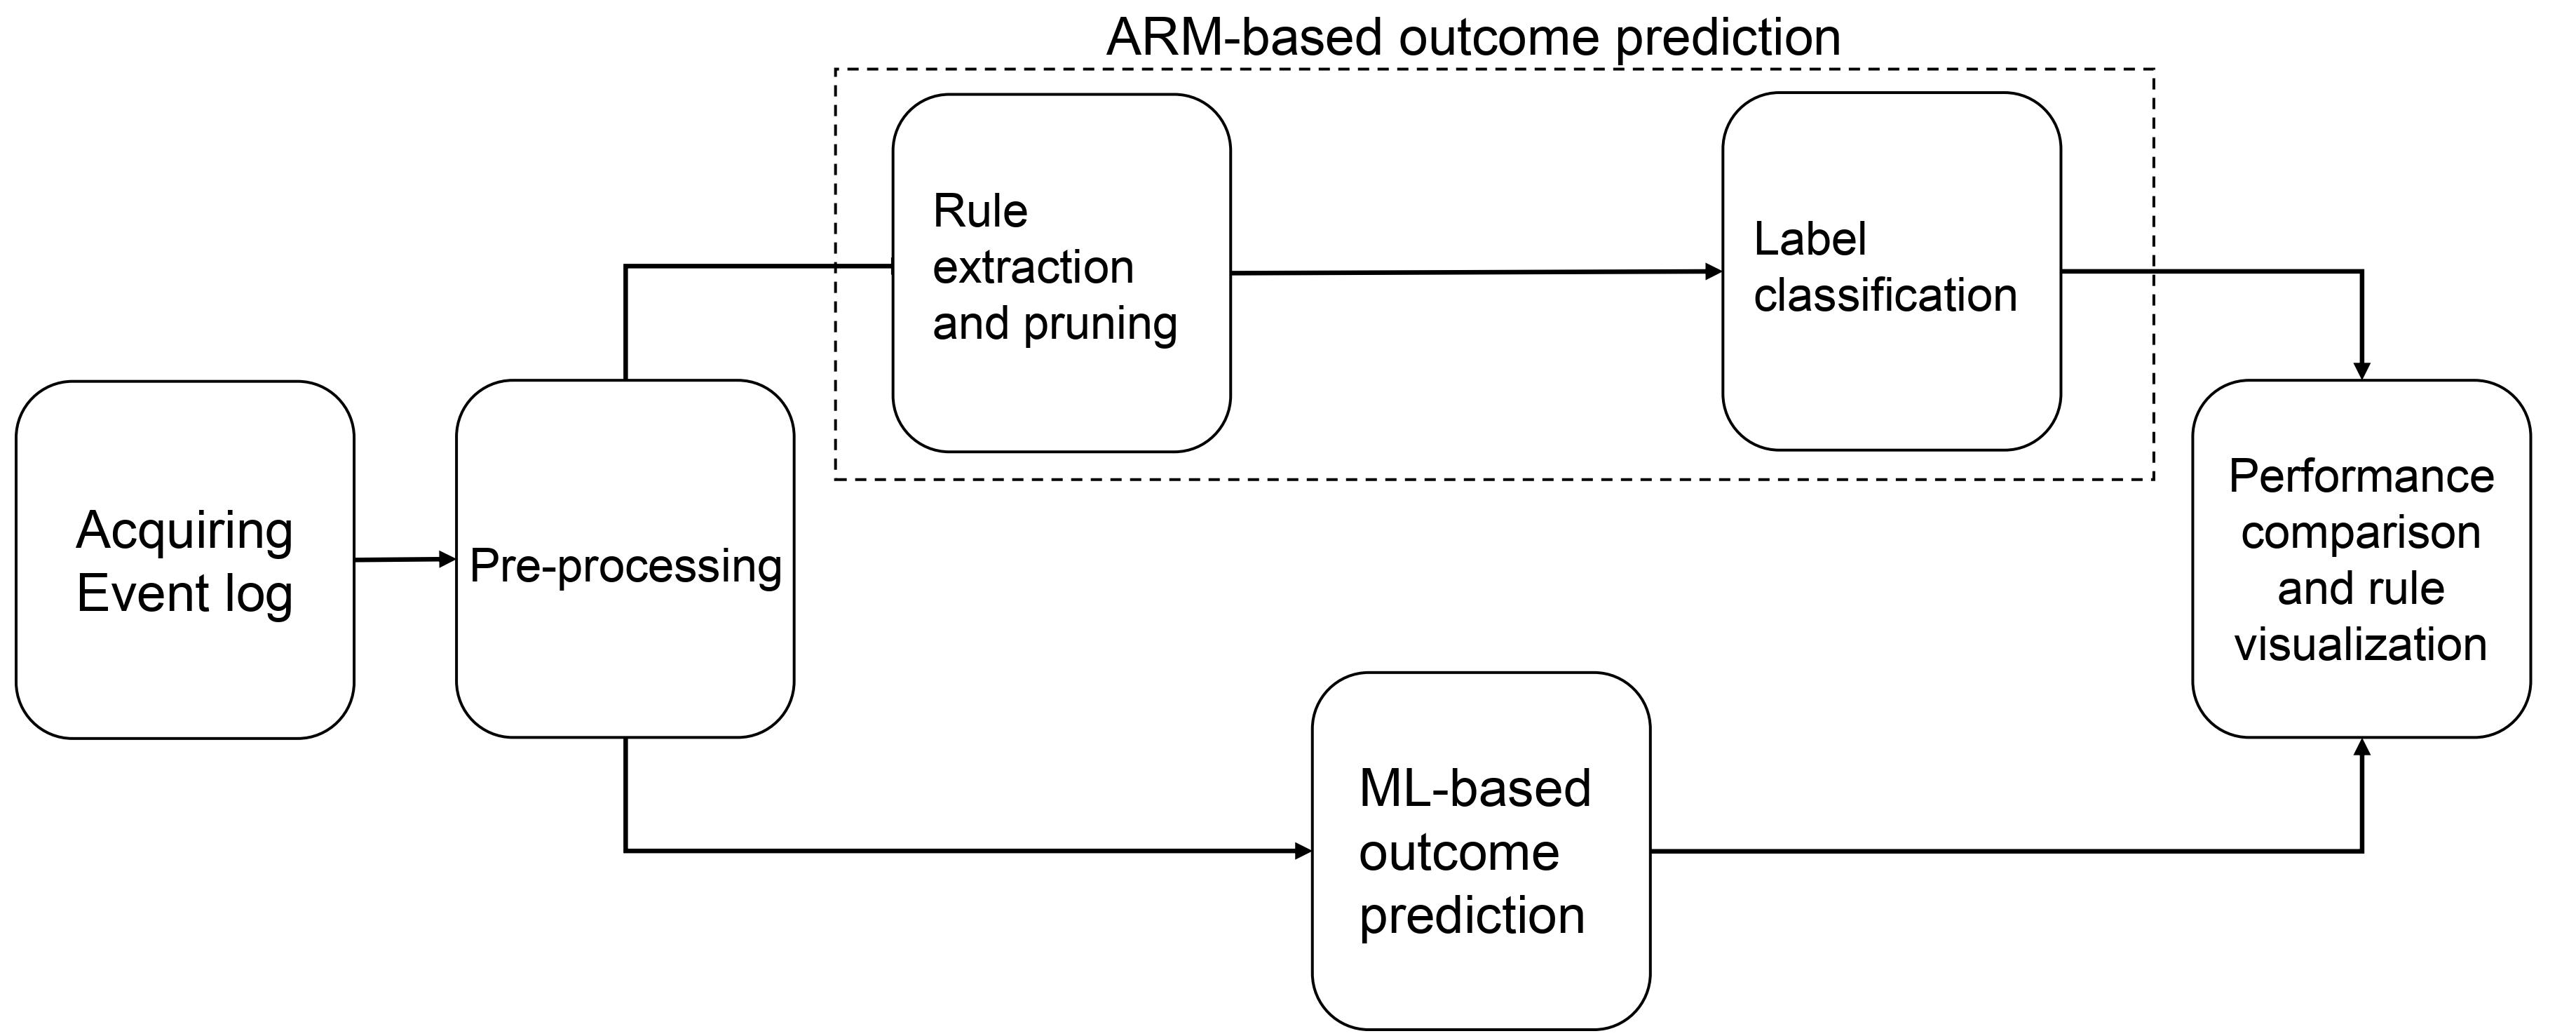 ARM-based outcome prediction
Rule
extraction
and pruning
Label
classification
Acquiring
Event log
Pre-processing
Performance
comparison
and rule
visualization
ML-based
outcome
prediction